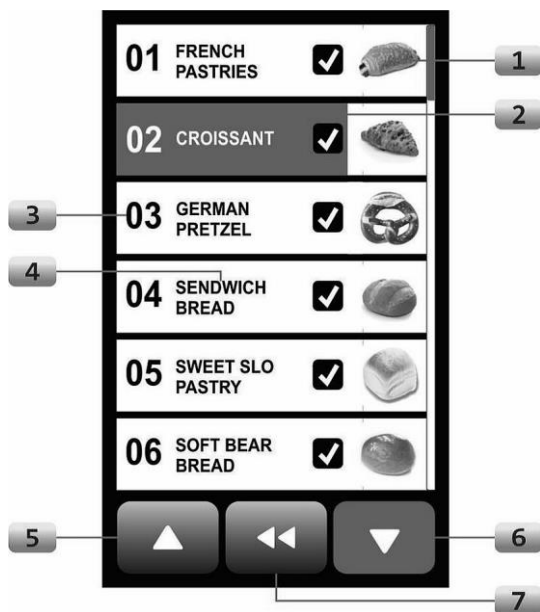 01 FRENCH
PASTRIES
1
2
02 CROISSANT
3
03 GERMAN
PRETZEL
4
04 SENDWICH
BREAD
05 SWEET SLO
PASTRY
06 SOFT BEAR
BREAD
5
6
7